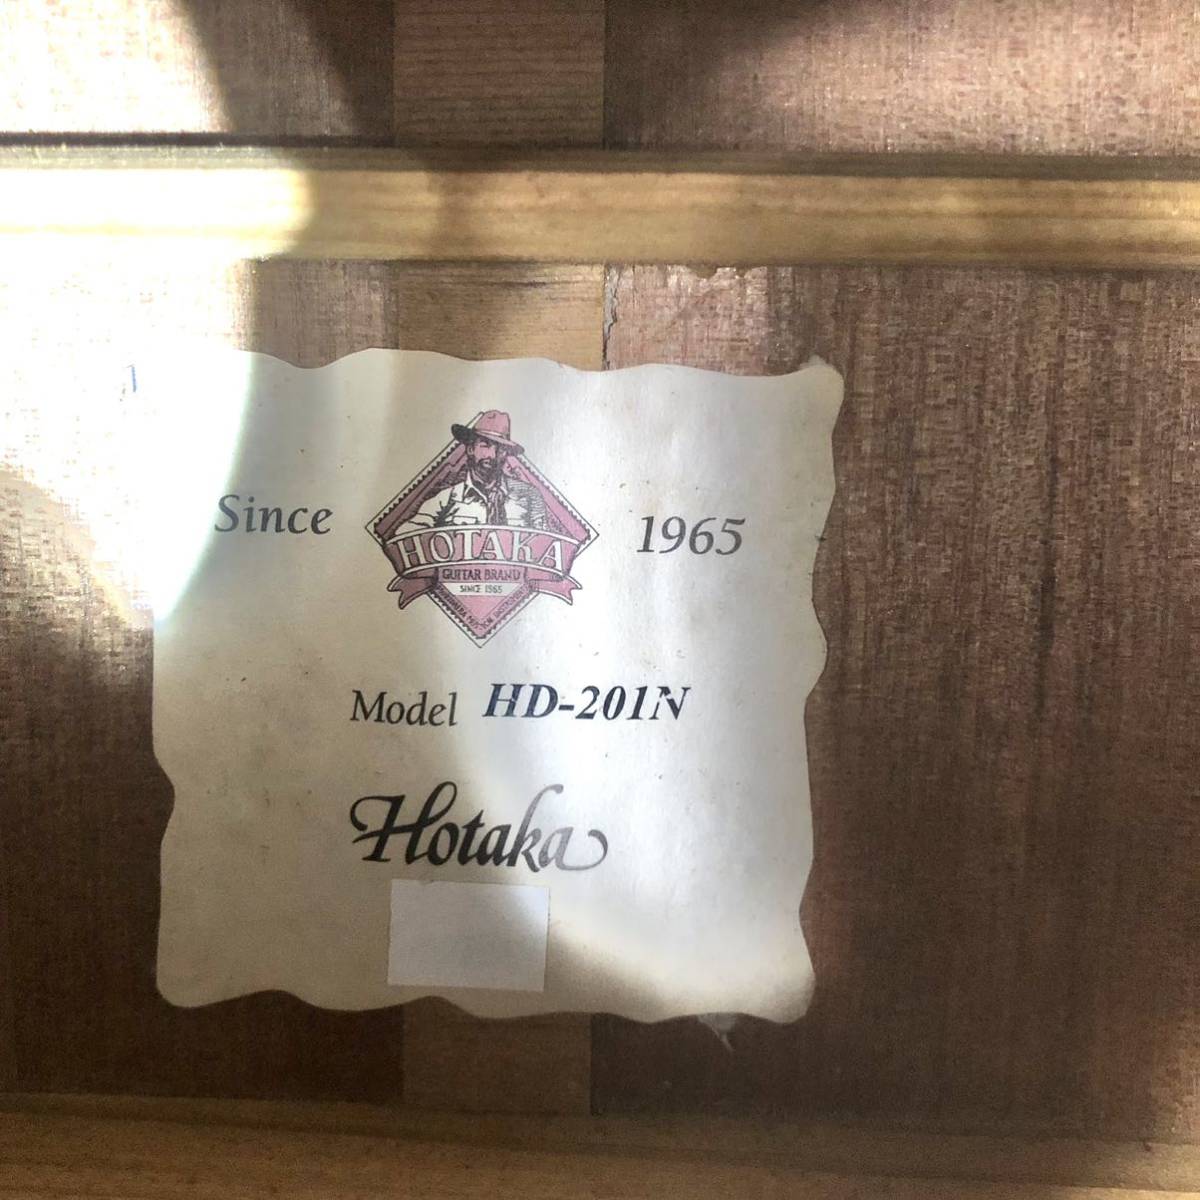 Since 1965
HOTAKA
GUITAR BRAND
SINCE 1965
Model HD-201N
Hotaka